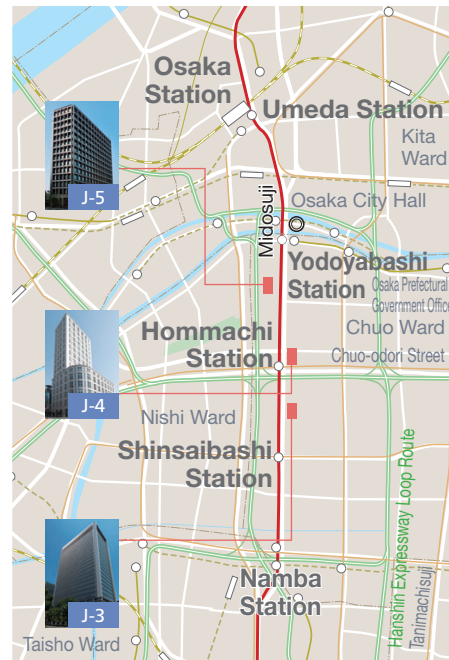 Osaka
Station
Umeda Station
Kita
Ward
J-5
Osaka City Hall
Midosuji
Yodoyabashi
Station
Osaka Prefectural
Government Office
Chuo Ward
Hommachi
Station
Chuo-odori Street
J-4
Nishi Ward
Shinsaibashi
Station
Hanshin Expressway Loop Route
Tanimachisuji
Namba
Station
J-3
Taisho Ward